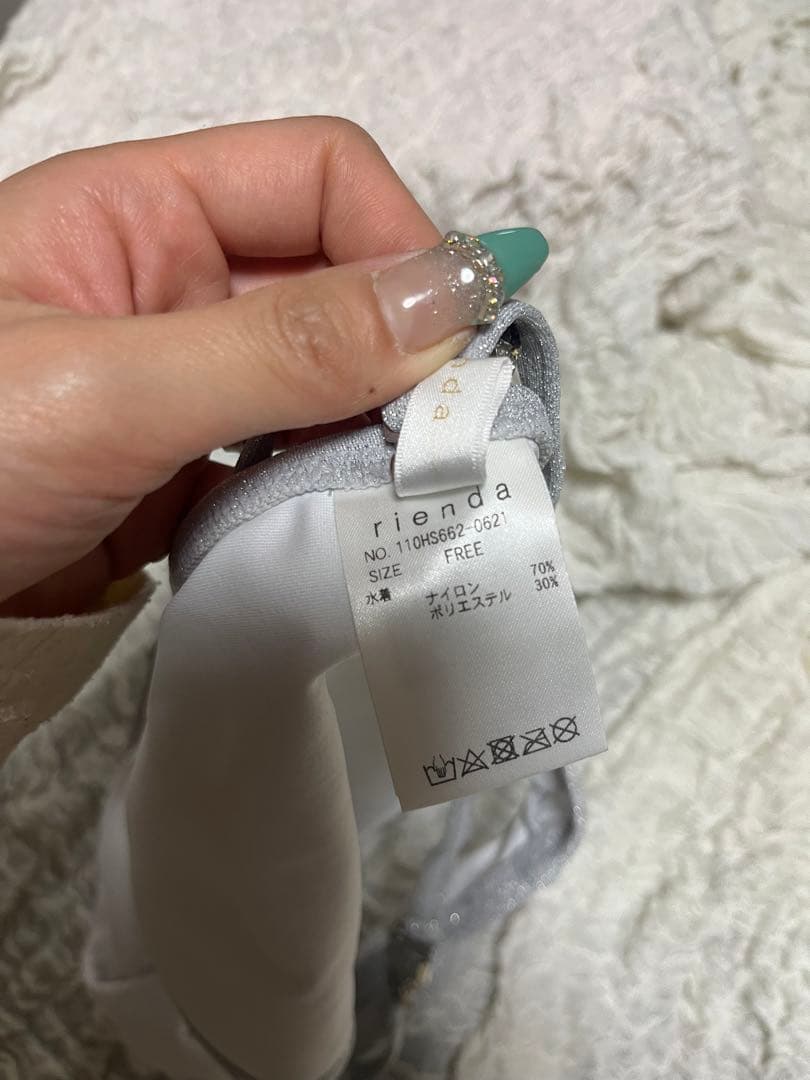 rienda
NO. 110HS662-0621
SIZE FREE
水着 ナイロン 70%
ポリエステル 30%